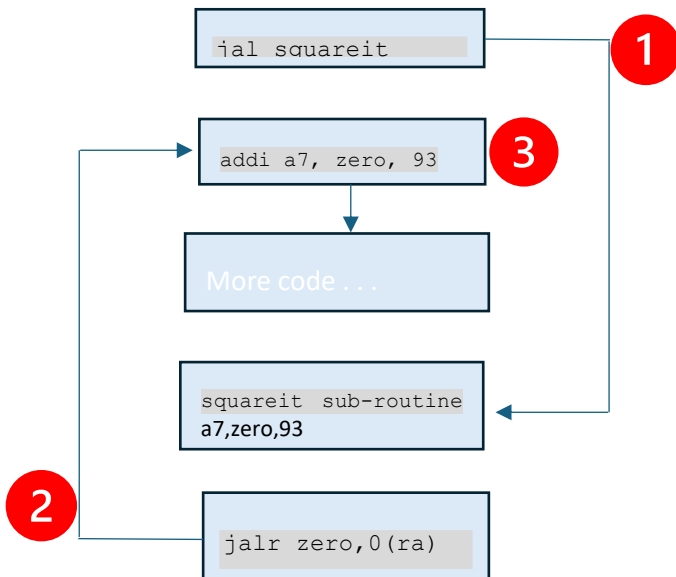 jal squareit
1
addi a7, zero, 93
3
More code . . .
squareit sub-routine
a7,zero,93
2
jalr zero,0(ra)